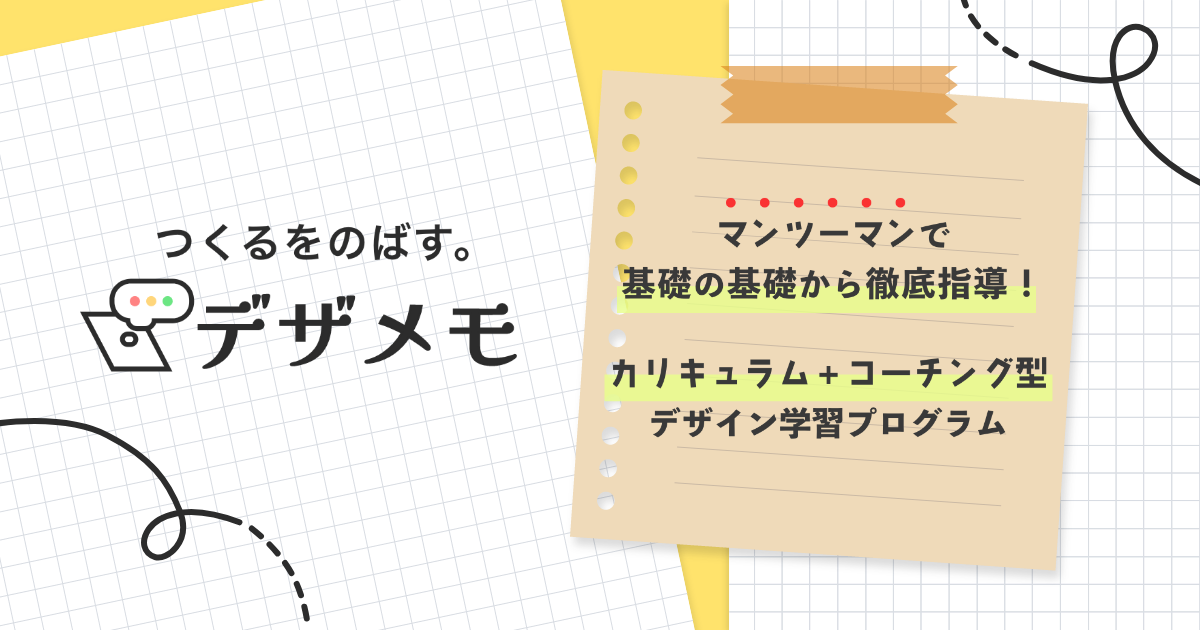 つくるをのばす。
デザメモ
マンツーマンで
基礎の基礎から徹底指導！
カリキュラム+コーチング型
デザイン学習プログラム